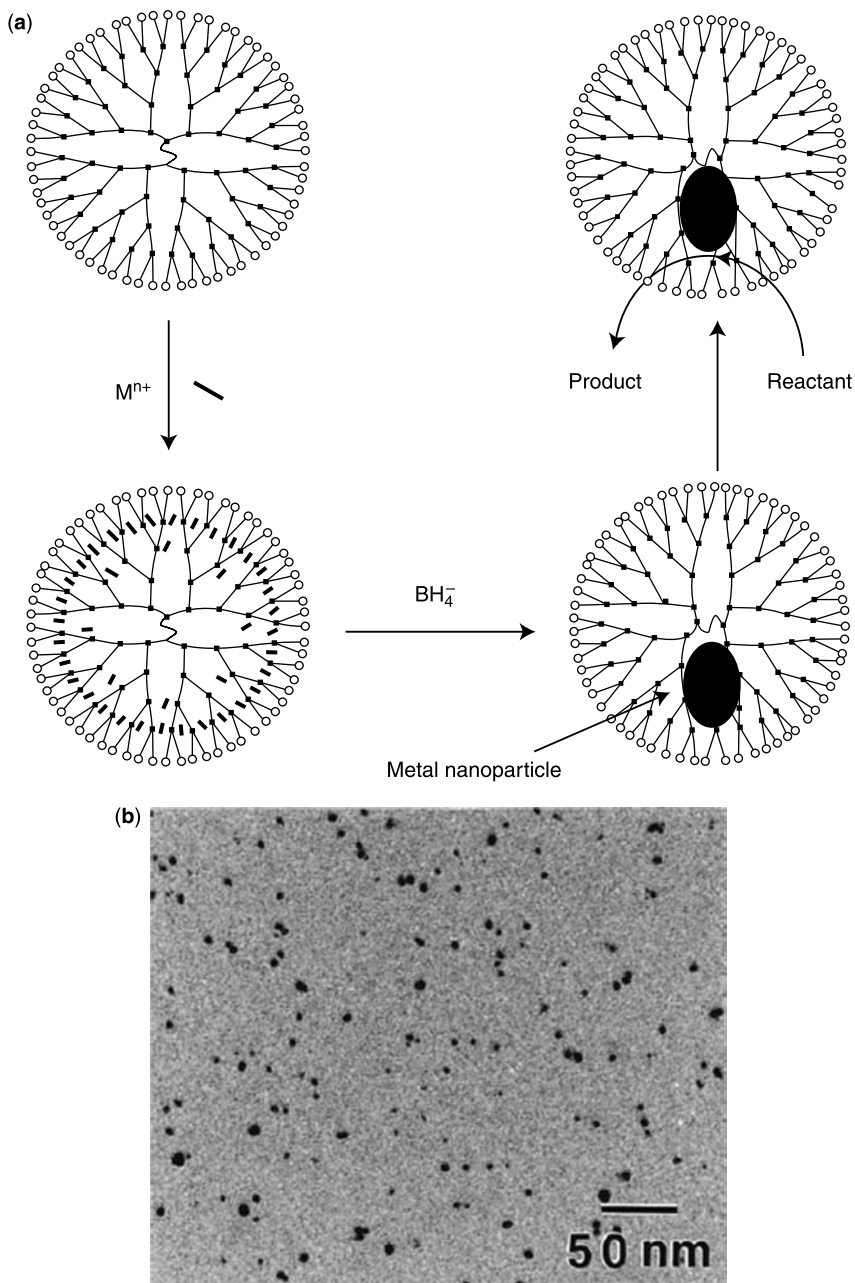 (a)
Product
Reactant
Mⁿ⁺
BH₄⁻
Metal nanoparticle
(b)
50 nm